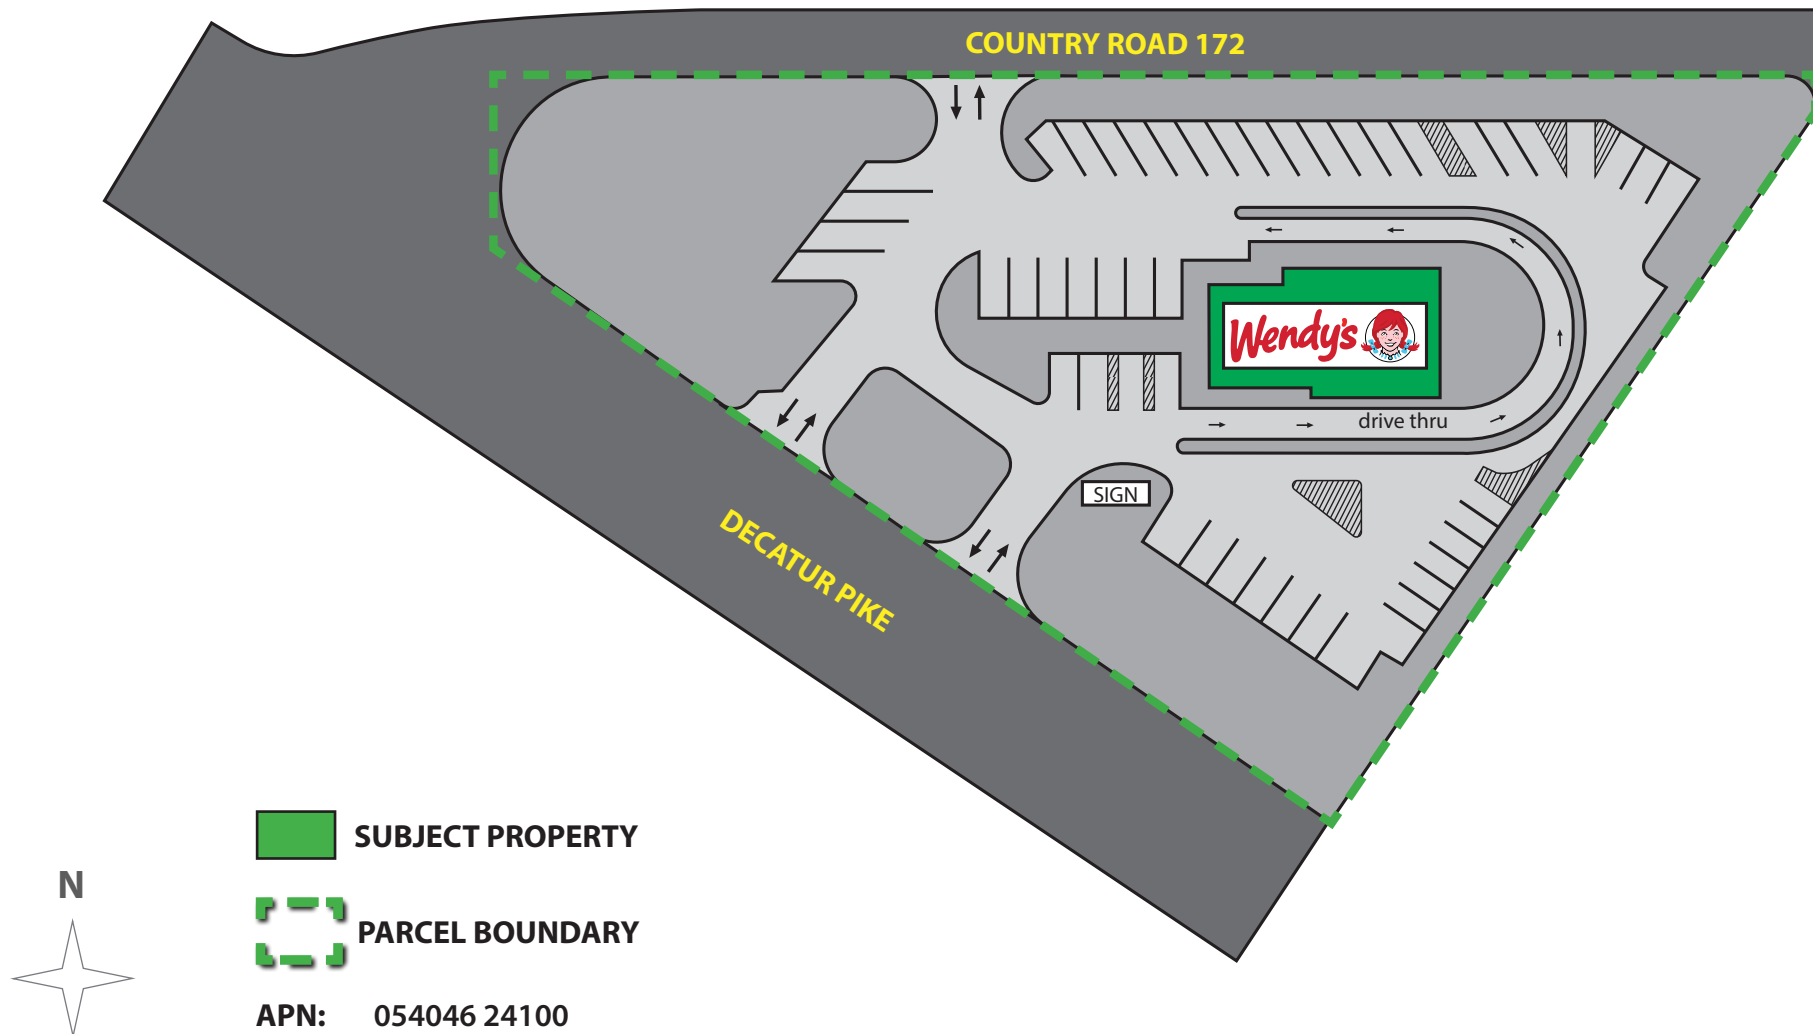 COUNTRY ROAD 172
Wendy's
drive thru
SIGN
DECATUR PIKE
SUBJECT PROPERTY
N
PARCEL BOUNDARY
APN: 054046 24100